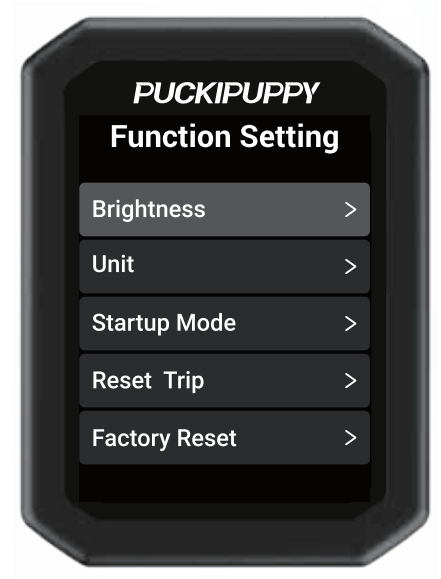 PUCKIPUPPY
Function Setting
Brightness >
Unit >
Startup Mode >
Reset Trip >
Factory Reset >